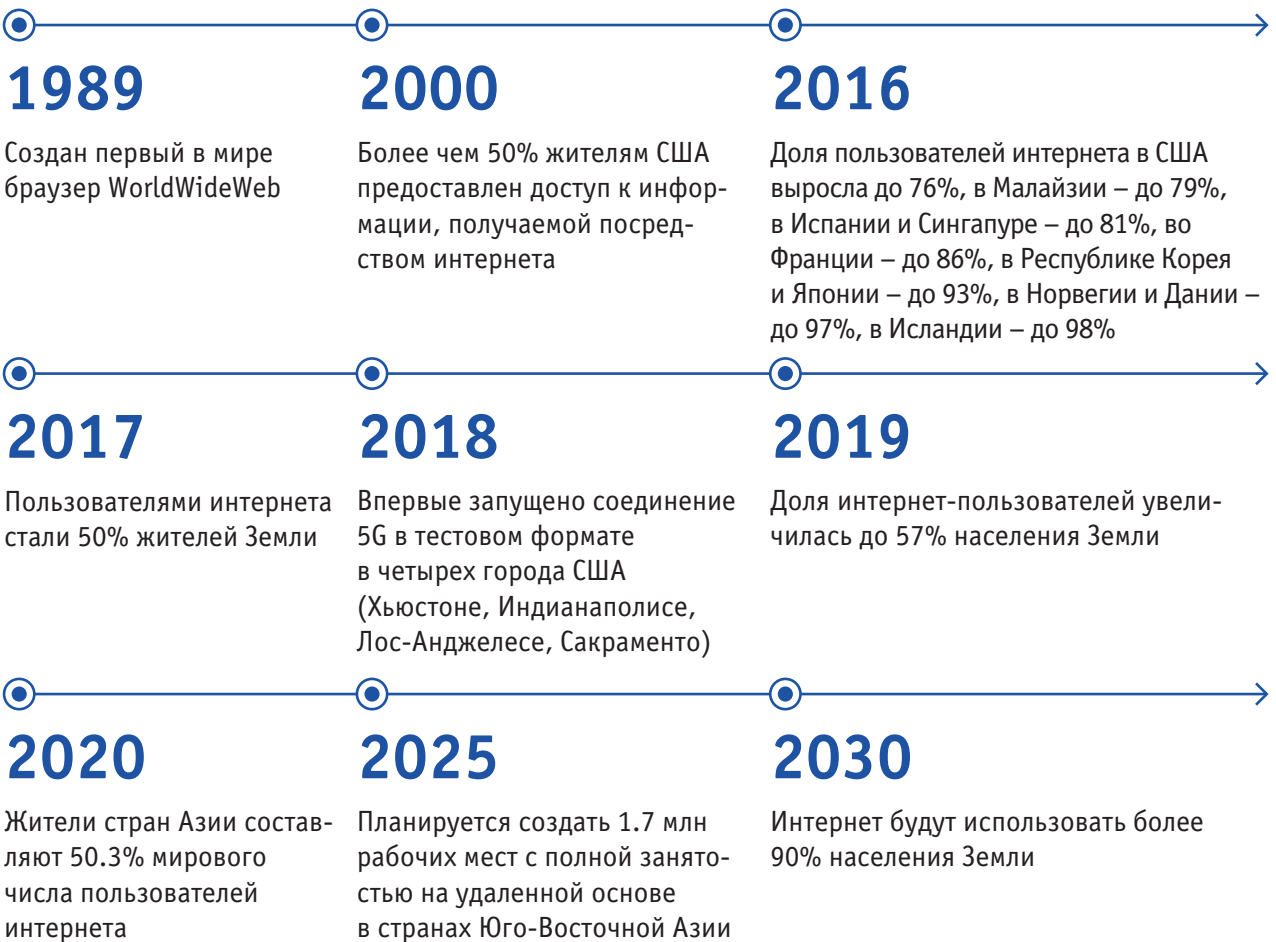 1989
Создан первый в мире
браузер WorldWideWeb
2000
Более чем 50% жителям США
предоставлен доступ к инфор-
мации, получаемой посред-
ством интернета
2016
Доля пользователей интернета в США
выросла до 76%, в Малайзии – до 79%,
в Испании и Сингапуре – до 81%, во
Франции – до 86%, в Республике Корея
и Японии – до 93%, в Норвегии и Дании –
до 97%, в Исландии – до 98%
2017
Пользователями интернета
стали 50% жителей Земли
2018
Впервые запущено соединение
5G в тестовом формате
в четырех города США
(Хьюстоне, Индианаполисе,
Лос-Анджелесе, Сакраменто)
2019
Доля интернет-пользователей увели-
чилась до 57% населения Земли
2020
Жители стран Азии состав-
ляют 50.3% мирового
числа пользователей
интернета
2025
Планируется создать 1.7 млн
рабочих мест с полной занято-
стью на удаленной основе
в странах Юго-Восточной Азии
2030
Интернет будут использовать более
90% населения Земли